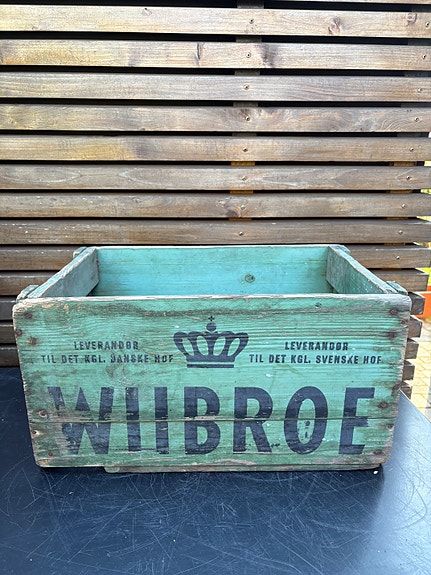 LEVERANDØR
TIL DET KGL. DANSKE HOF
LEVERANDØR
TIL DET KGL. SVENSKE HOF
WIIBROE